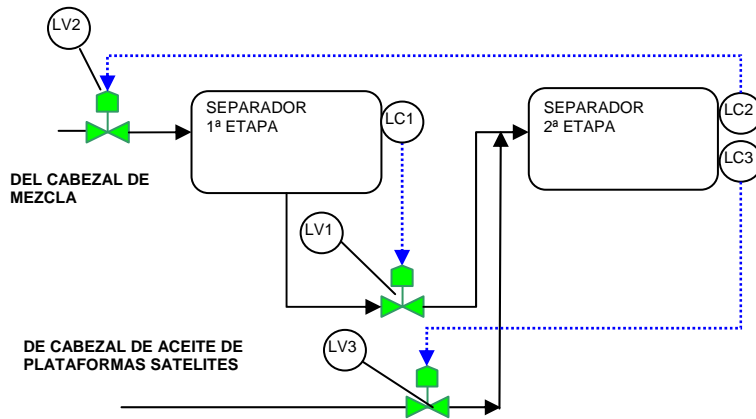 LV2
SEPARADOR
1ª ETAPA
LC1
SEPARADOR
2ª ETAPA
LC2
LC3
DEL CABEZAL DE
MEZCLA
LV1
DE CABEZAL DE ACEITE DE
PLATAFORMAS SATELITES
LV3